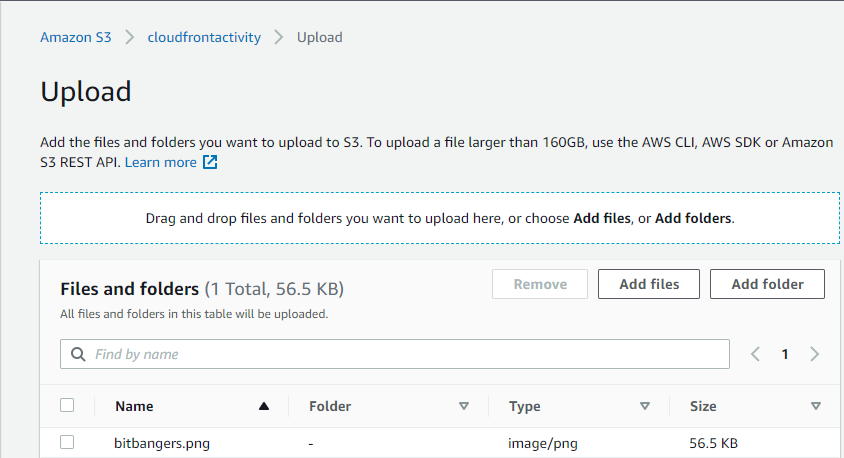 Amazon S3 > cloudfrontactivity > Upload
Upload
Add the files and folders you want to upload to S3. To upload a file larger than 160GB, use the AWS CLI, AWS SDK or Amazon
S3 REST API. Learn more
Drag and drop files and folders you want to upload here, or choose Add files, or Add folders.
Files and folders (1 Total, 56.5 KB)
Remove Add files Add folder
All files and folders in this table will be uploaded.
Find by name
1
Name Folder Type Size
bitbangers.png - image/png 56.5 KB